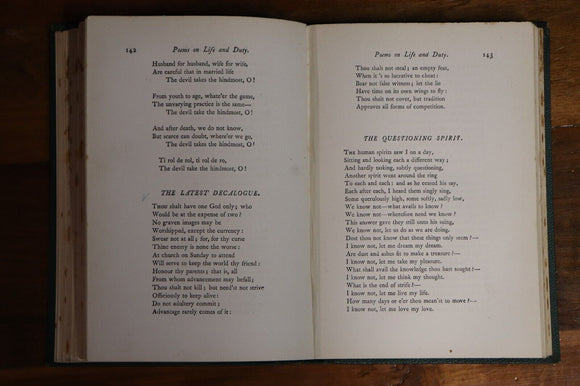 142 Poems on Life and Duty.
Husband for husband, wife for wife,
Are careful that in married life
The devil takes the hindmost, O!
From youth to age, whate'er the game,
The unvarying practice is the same—
The devil takes the hindmost, O!
And after death, we do not know,
But scarce can doubt, where'er we go,
The devil takes the hindmost, O!
Ti rol de rol, ti rol de ro,
The devil takes the hindmost, O!
THE LATEST DECALOGUE.
THOU shalt have one God only; who
Would be at the expense of two?
No graven images may be
Worshipped, except the currency:
Swear not at all; for, for thy curse
Thine enemy is none the worse:
At church on Sunday to attend
Will serve to keep the world thy friend:
Honour thy parents; that is, all
From whom advancement may befall;
Thou shalt not kill; but need'st not strive
Officiously to keep alive:
Do not adultery commit;
Advantage rarely comes of it:
Poems on Life and Duty. 143
Thou shalt not steal; an empty feat,
When it's so lucrative to cheat:
Bear not false witness; let the lie
Have time on its own wings to fly:
Thou shalt not covet, but tradition
Approves all forms of competition.
THE QUESTIONING SPIRIT.
THE human spirits saw I on a day,
Sitting and looking each a different way;
And hardly tasking, subtly questioning,
Another spirit went around the ring
To each and each: and as he ceased his say,
Each after each, I heard them singly sing,
Some querulously high, some softly, sadly low,
We know not—what avails to know?
We know not—wherefore need we know?
This answer gave they still unto his suing,
We know not, let us do as we are doing.
Dost thou not know that these things only seem?—
I know not, let me dream my dream.
Are dust and ashes fit to make a treasure?—
I know not, let me take my pleasure.
What shall avail the knowledge thou hast sought?—
I know not, let me think my thought.
What is the end of strife?—
I know not, let me live my life.
How many days or e'er thou mean'st to move?—
I know not, let me love my love.